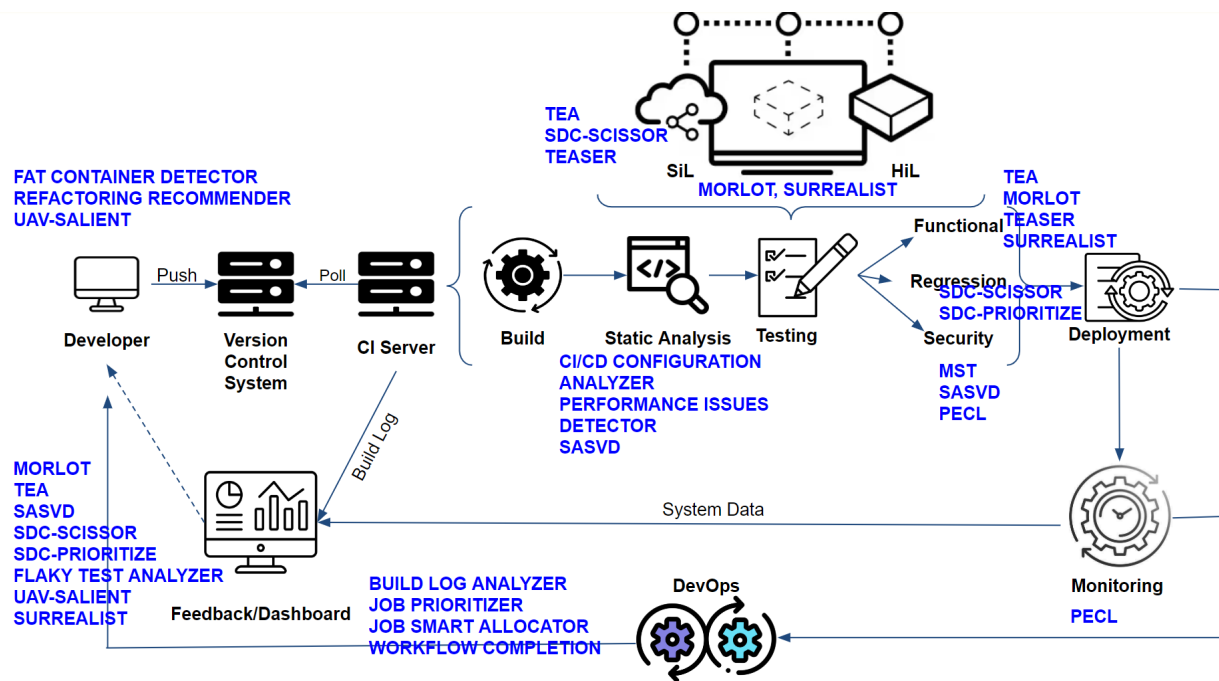 TEA
SDC-SCISSOR
TEASER
SiL
HiL
MORLOT, SURREALIST
FAT CONTAINER DETECTOR
REFACTORING RECOMMENDER
UAV-SALIENT
TEA
MORLOT
TEASER
SURREALIST
Functional
Regression
SDC-SCISSOR
SDC-PRIORITIZE
Security
MST
SASVD
PECL
Push
Poll
Developer
Version
Control
System
CI Server
Build
Static Analysis
Testing
Deployment
CI/CD CONFIGURATION
ANALYZER
PERFORMANCE ISSUES
DETECTOR
SASVD
Build Log
MORLOT
TEA
SASVD
SDC-SCISSOR
SDC-PRIORITIZE
FLAKY TEST ANALYZER
UAV-SALIENT
SURREALIST
Feedback/Dashboard
System Data
Monitoring
PECL
BUILD LOG ANALYZER
JOB PRIORITIZER
JOB SMART ALLOCATOR
WORKFLOW COMPLETION
DevOps